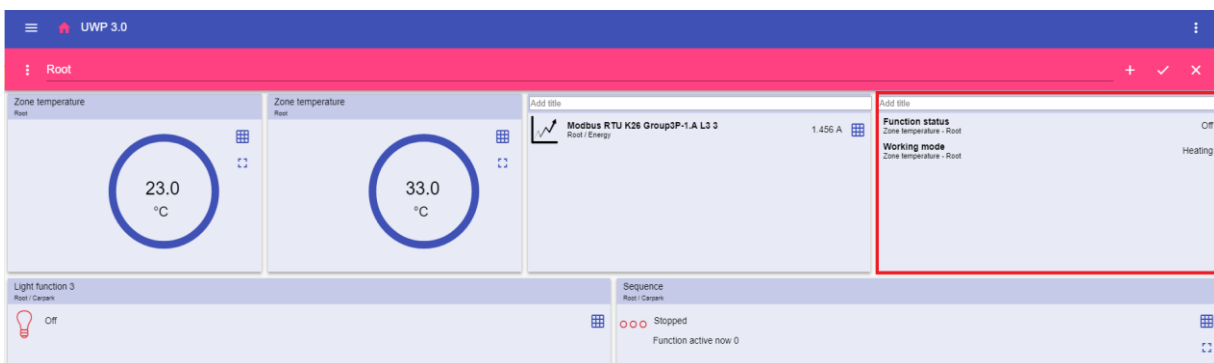 UWP 3.0
Root
Zone temperature
Root
23.0
°C
Zone temperature
Root
33.0
°C
Add title
Modbus RTU K26 Group3P-1.A L3 3
Root / Energy
1.456 A
Add title
Function status
Zone temperature - Root
Off
Working mode
Zone temperature - Root
Heating
Light function 3
Root / Carpark
Off
Sequence
Root / Carpark
Stopped
Function active now 0